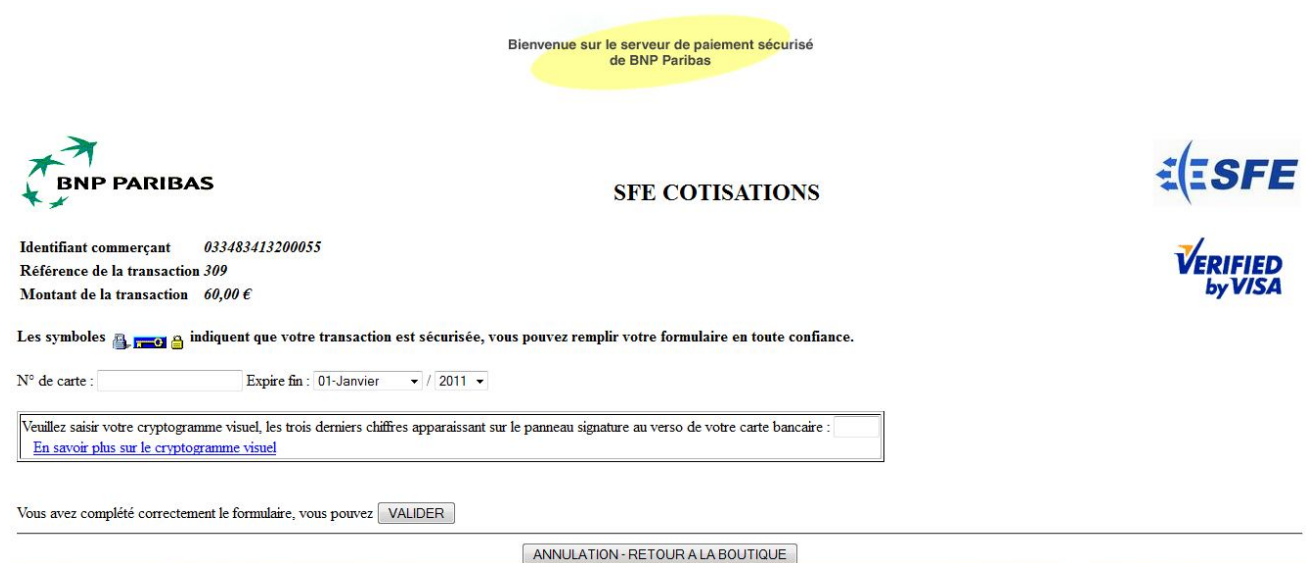 Bienvenue sur le serveur de paiement sécurisé
de BNP Paribas
BNP PARIBAS
SFE COTISATIONS
SFE
Identifiant commerçant 033483413200055
Référence de la transaction 309
Montant de la transaction 60,00 €
VERIFIED
by VISA
Les symboles indiquent que votre transaction est sécurisée, vous pouvez remplir votre formulaire en toute confiance.
N° de carte : Expire fin : 01-Janvier / 2011
Veuillez saisir votre cryptogramme visuel, les trois derniers chiffres apparaissant sur le panneau signature au verso de votre carte bancaire :
En savoir plus sur le cryptogramme visuel
Vous avez complété correctement le formulaire, vous pouvez VALIDER
ANNULATION - RETOUR A LA BOUTIQUE